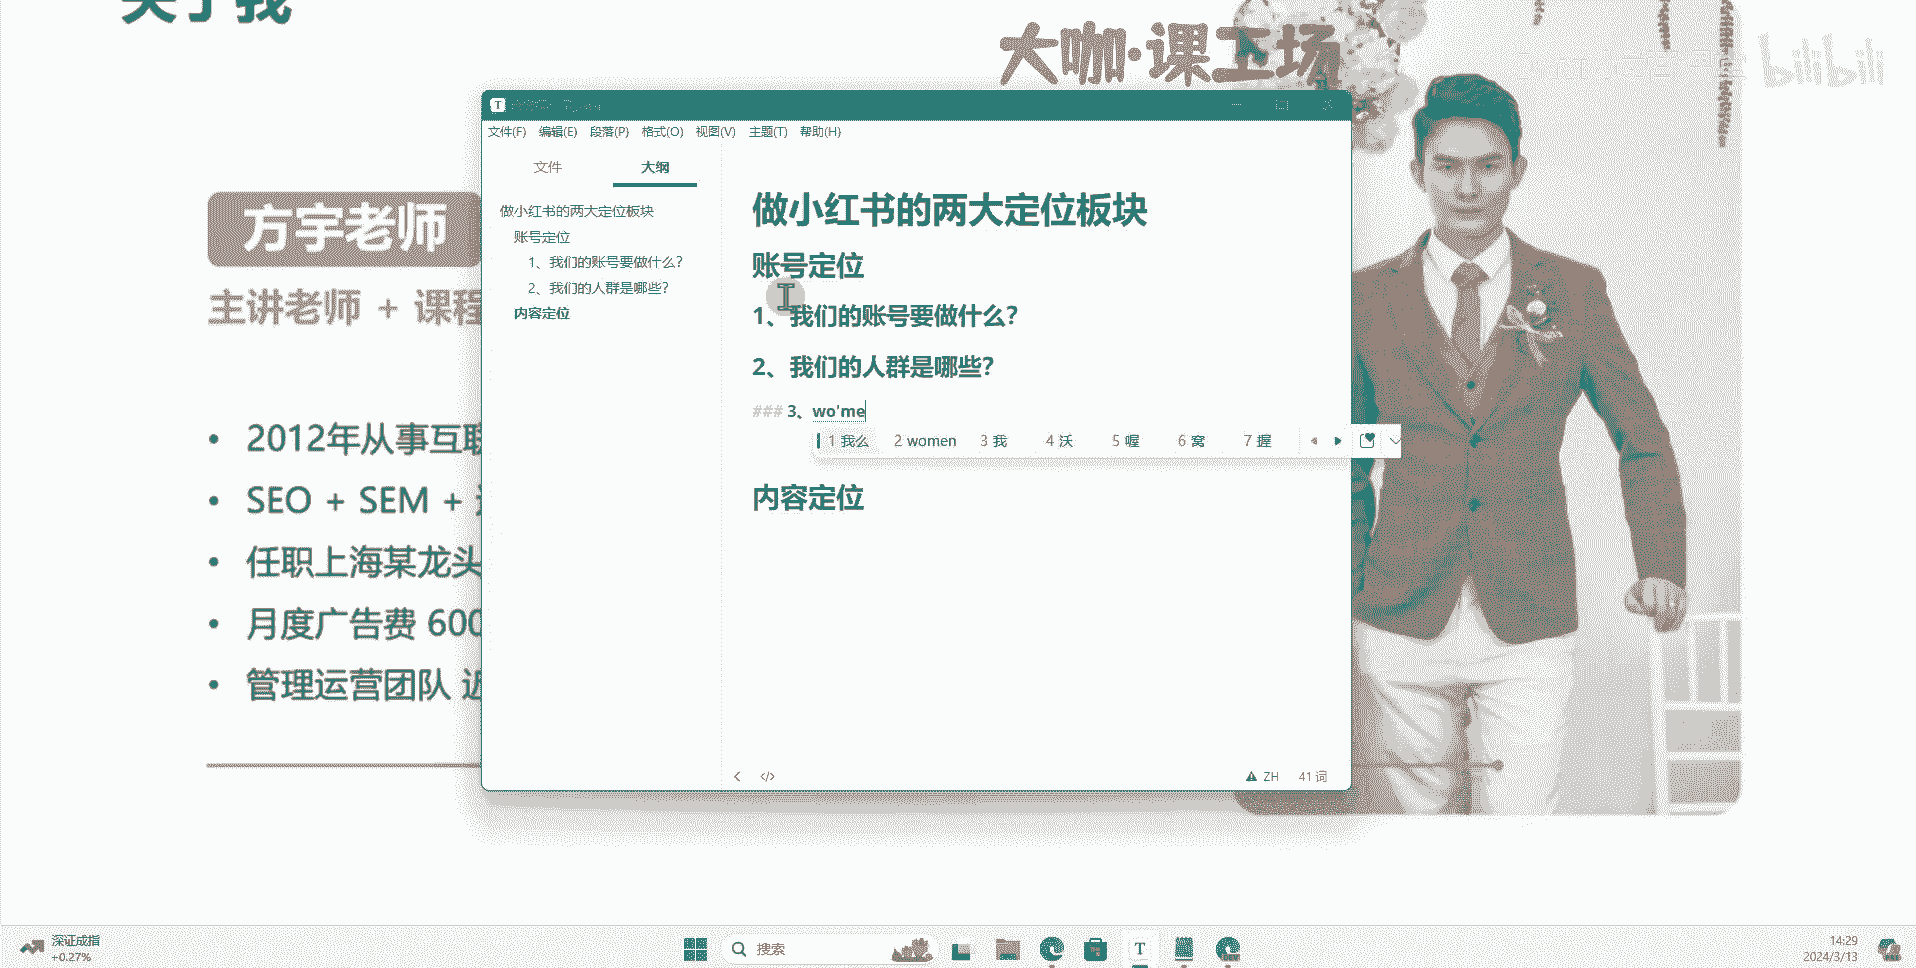 关于我
大咖·课工场
bilibili
文件(F) 编辑(E) 段落(P) 格式(O) 视图(V) 主题(T) 帮助(H)
文件 大纲
做小红书的两大定位板块
账号定位
1、我们的账号要做什么？
2、我们的人群是哪些？
内容定位
做小红书的两大定位板块
账号定位
1、我们的账号要做什么？
2、我们的人群是哪些？
### 3、wo'me
1 我么 2 women 3 我 4 沃 5 喔 6 窝 7 握
内容定位
ZH 41 词
方宇老师
主讲老师 + 课程
2012年从事互联
SEO + SEM +
任职上海某龙头
月度广告费 600
管理运营团队 近
深证成指
+0.27%
搜索
14:29
2024/3/13